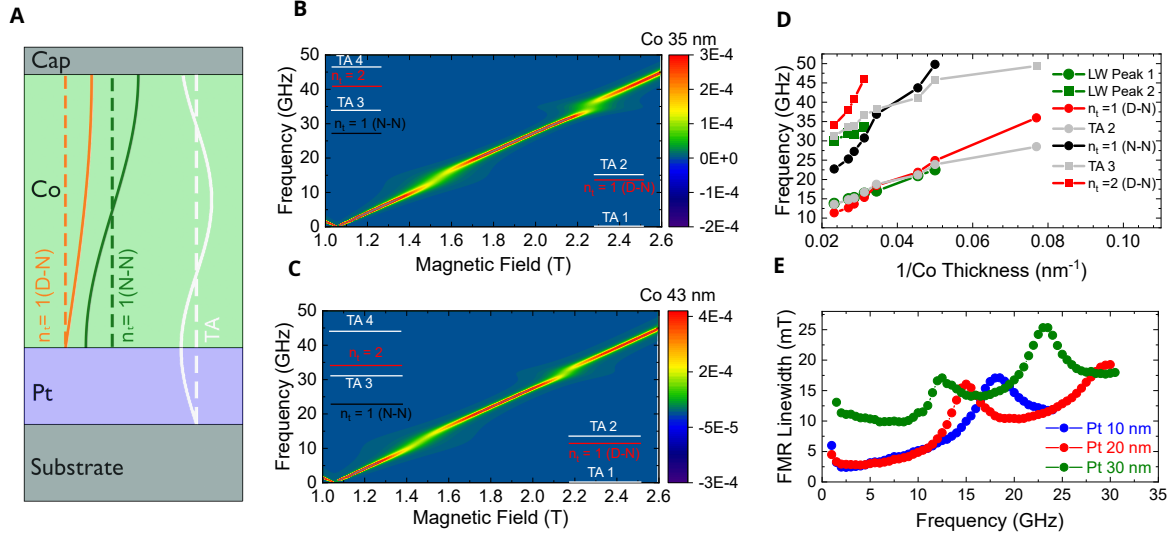 A
Cap
Co
nₜ= 1(D-N)
nₜ= 1(N-N)
TA
Pt
Substrate
B
Co 35 nm
Frequency (GHz)
50
40
30
20
10
0
TA 4
nₜ = 2
TA 3
nₜ = 1 (N-N)
TA 2
nₜ = 1 (D-N)
TA 1
1.0 1.2 1.4 1.6 1.8 2.0 2.2 2.4 2.6
Magnetic Field (T)
3E-4
2E-4
1E-4
0E+0
-1E-4
-2E-4
C
Co 43 nm
Frequency (GHz)
50
40
30
20
10
0
TA 4
nₜ = 2
TA 3
nₜ = 1 (N-N)
TA 2
nₜ = 1 (D-N)
TA 1
1.0 1.2 1.4 1.6 1.8 2.0 2.2 2.4 2.6
Magnetic Field (T)
4E-4
2E-4
7E-5
-5E-5
-2E-4
-3E-4
D
Frequency (GHz)
50
45
40
35
30
25
20
15
10
LW Peak 1
LW Peak 2
nₜ =1 (D-N)
TA 2
nₜ =1 (N-N)
TA 3
nₜ =2 (D-N)
0.02 0.04 0.06 0.08 0.10
1/Co Thickness (nm⁻¹)
E
FMR Linewidth (mT)
25
20
15
10
5
0
Pt 10 nm
Pt 20 nm
Pt 30 nm
0 5 10 15 20 25 30 35
Frequency (GHz)